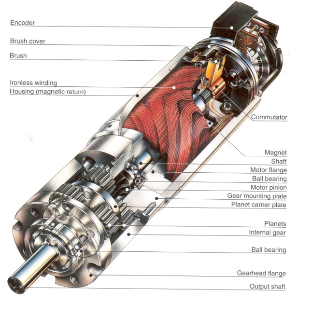 Encoder
Brush cover
Brush
Ironless winding
Housing (magnetic return)
Commutator
Magnet
Shaft
Motor flange
Ball bearing
Motor pinion
Gear mounting plate
Planet carrier plate
Planets
Internal gear
Ball bearing
Gearhead flange
Output shaft